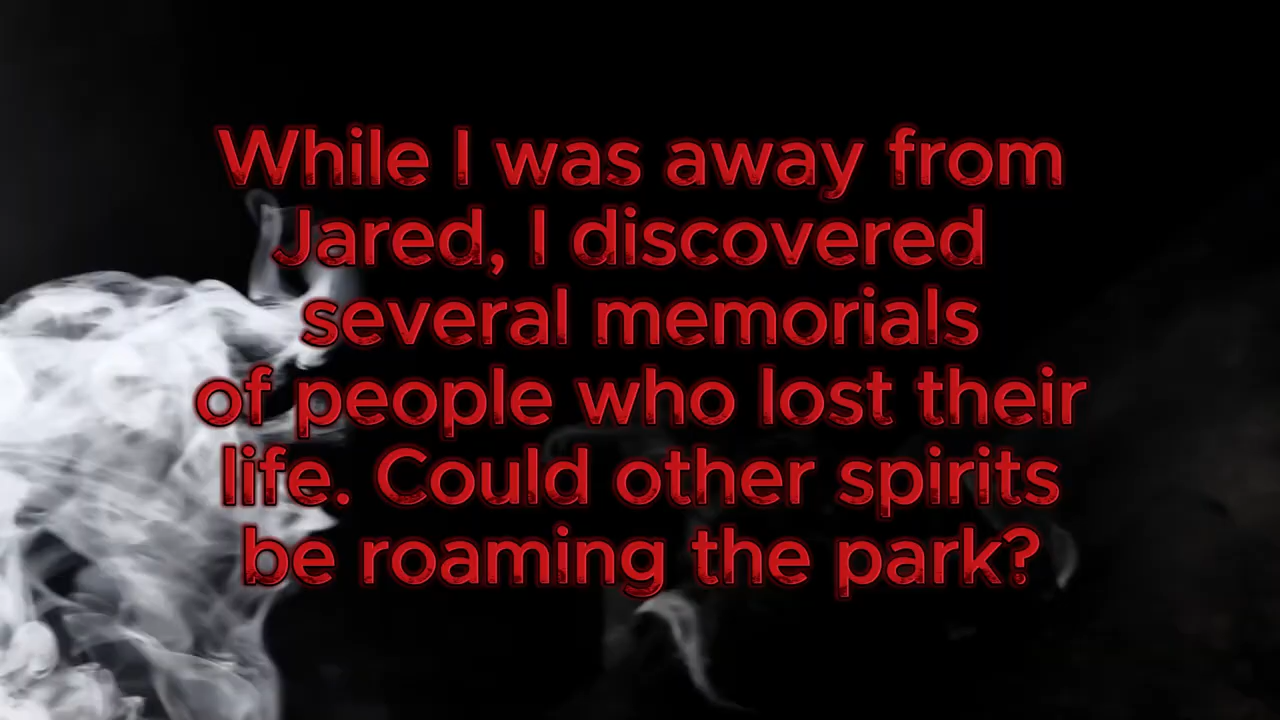 While I was away from
Jared, I discovered
several memorials
of people who lost their
life. Could other spirits
be roaming the park?